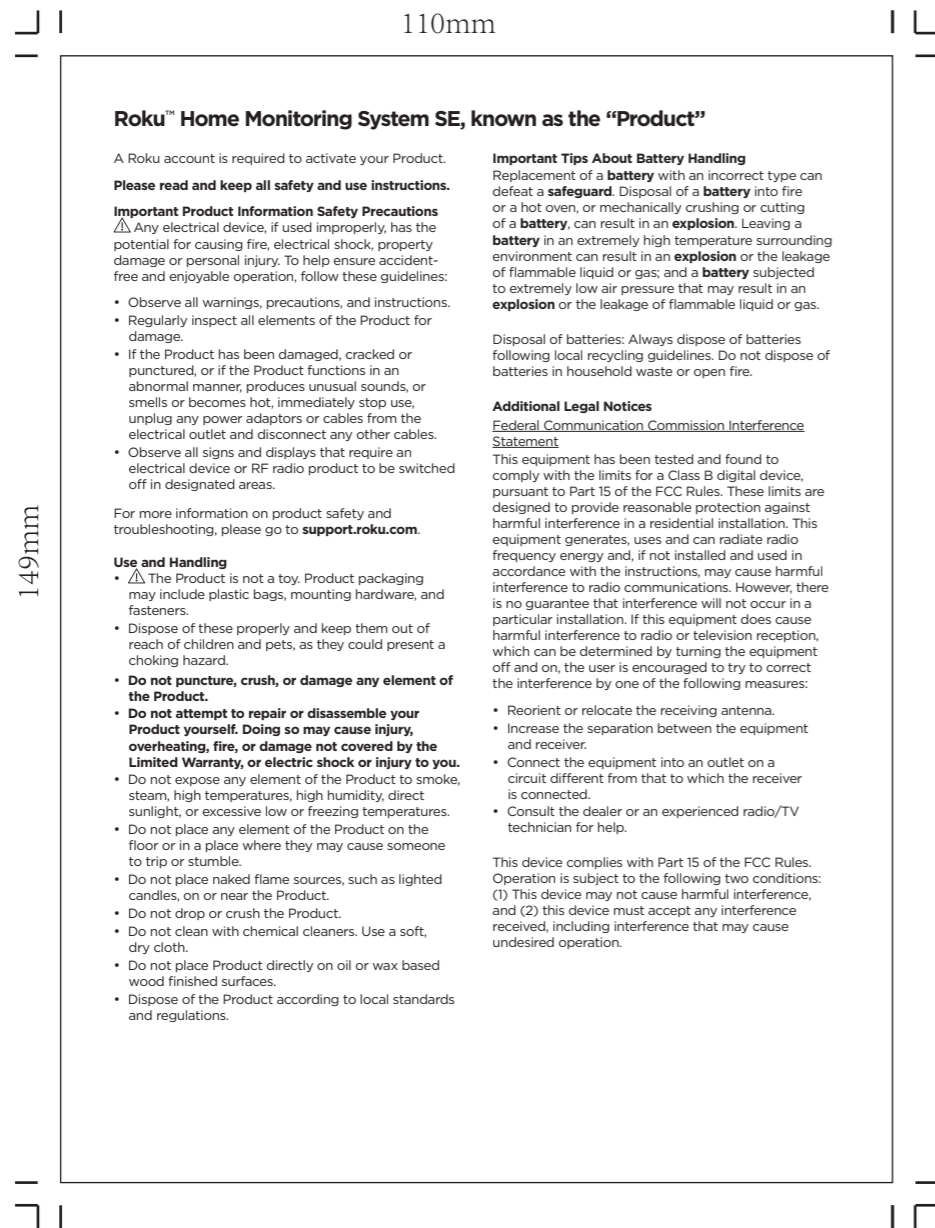 110mm
149mm
Roku™ Home Monitoring System SE, known as the “Product”
A Roku account is required to activate your Product.
Please read and keep all safety and use instructions.
Important Product Information Safety Precautions
⚠ Any electrical device, if used improperly, has the
potential for causing fire, electrical shock, property
damage or personal injury. To help ensure accident-
free and enjoyable operation, follow these guidelines:
• Observe all warnings, precautions, and instructions.
• Regularly inspect all elements of the Product for
damage.
• If the Product has been damaged, cracked or
punctured, or if the Product functions in an
abnormal manner, produces unusual sounds, or
smells or becomes hot, immediately stop use,
unplug any power adaptors or cables from the
electrical outlet and disconnect any other cables.
• Observe all signs and displays that require an
electrical device or RF radio product to be switched
off in designated areas.
For more information on product safety and
troubleshooting, please go to support.roku.com.
Use and Handling
• ⚠ The Product is not a toy. Product packaging
may include plastic bags, mounting hardware, and
fasteners.
• Dispose of these properly and keep them out of
reach of children and pets, as they could present a
choking hazard.
• Do not puncture, crush, or damage any element of
the Product.
• Do not attempt to repair or disassemble your
Product yourself. Doing so may cause injury,
overheating, fire, or damage not covered by the
Limited Warranty, or electric shock or injury to you.
• Do not expose any element of the Product to smoke,
steam, high temperatures, high humidity, direct
sunlight, or excessive low or freezing temperatures.
• Do not place any element of the Product on the
floor or in a place where they may cause someone
to trip or stumble.
• Do not place naked flame sources, such as lighted
candles, on or near the Product.
• Do not drop or crush the Product.
• Do not clean with chemical cleaners. Use a soft,
dry cloth.
• Do not place Product directly on oil or wax based
wood finished surfaces.
• Dispose of the Product according to local standards
and regulations.
Important Tips About Battery Handling
Replacement of a battery with an incorrect type can
defeat a safeguard. Disposal of a battery into fire
or a hot oven, or mechanically crushing or cutting
of a battery, can result in an explosion. Leaving a
battery in an extremely high temperature surrounding
environment can result in an explosion or the leakage
of flammable liquid or gas; and a battery subjected
to extremely low air pressure that may result in an
explosion or the leakage of flammable liquid or gas.
Disposal of batteries: Always dispose of batteries
following local recycling guidelines. Do not dispose of
batteries in household waste or open fire.
Additional Legal Notices
Federal Communication Commission Interference
Statement
This equipment has been tested and found to
comply with the limits for a Class B digital device,
pursuant to Part 15 of the FCC Rules. These limits are
designed to provide reasonable protection against
harmful interference in a residential installation. This
equipment generates, uses and can radiate radio
frequency energy and, if not installed and used in
accordance with the instructions, may cause harmful
interference to radio communications. However, there
is no guarantee that interference will not occur in a
particular installation. If this equipment does cause
harmful interference to radio or television reception,
which can be determined by turning the equipment
off and on, the user is encouraged to try to correct
the interference by one of the following measures:
• Reorient or relocate the receiving antenna.
• Increase the separation between the equipment
and receiver.
• Connect the equipment into an outlet on a
circuit different from that to which the receiver
is connected.
• Consult the dealer or an experienced radio/TV
technician for help.
This device complies with Part 15 of the FCC Rules.
Operation is subject to the following two conditions:
(1) This device may not cause harmful interference,
and (2) this device must accept any interference
received, including interference that may cause
undesired operation.